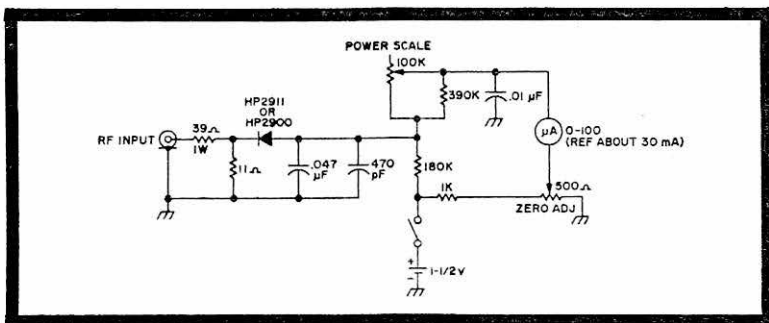 POWER SCALE
100K
390K
.01 µF
HP2911
OR
HP2900
39Ω
1W
RF INPUT
11Ω
.047
µF
470
pF
180K
1K
µA
0-100
(REF ABOUT 30 mA)
500Ω
ZERO ADJ
+
-
1-1/2V